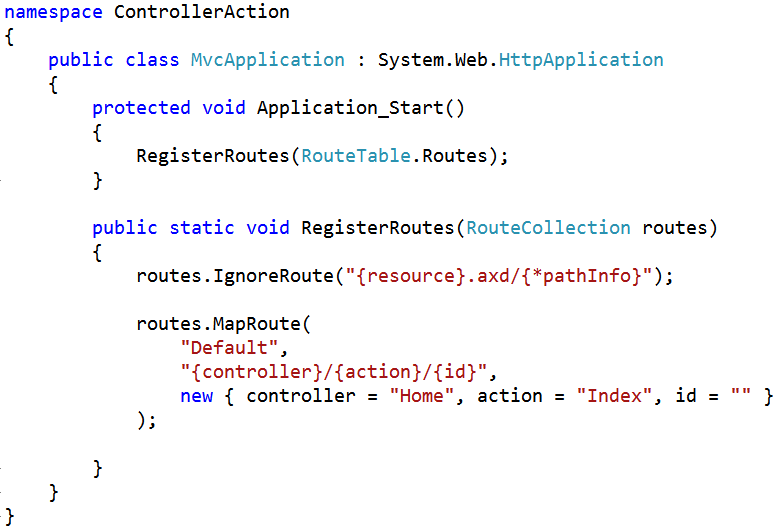 namespace ControllerAction
{
    public class MvcApplication : System.Web.HttpApplication
    {
        protected void Application_Start()
        {
            RegisterRoutes(RouteTable.Routes);
        }

        public static void RegisterRoutes(RouteCollection routes)
        {
            routes.IgnoreRoute("{resource}.axd/{*pathInfo}");

            routes.MapRoute(
                "Default",
                "{controller}/{action}/{id}",
                new { controller = "Home", action = "Index", id = "" }
            );

        }
    }
}